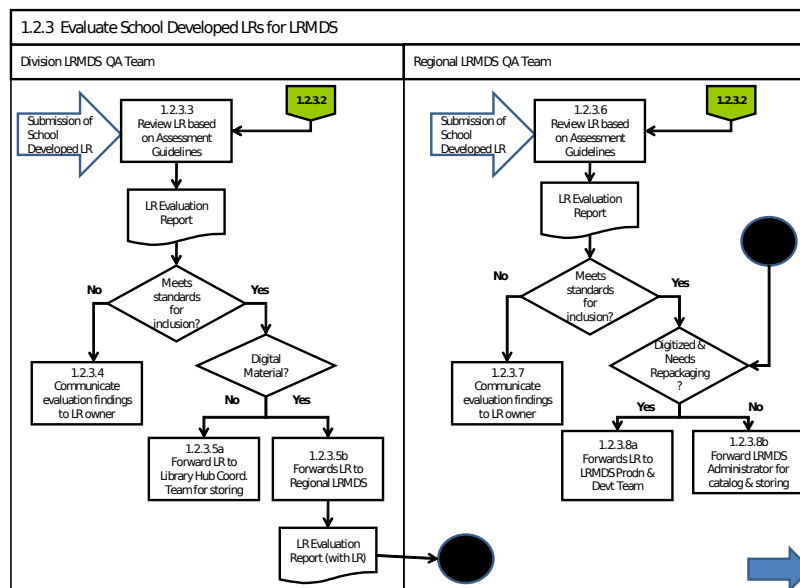 1.2.3 Evaluate School Developed LRs for LRMDS
Division LRMDS QA Team
Submission of
School
Developed LR
1.2.3.3
Review LR based
on Assessment
Guidelines
1.2.3.2
LR Evaluation
Report
Meets
standards
for
inclusion?
No
Yes
1.2.3.4
Communicate
evaluation findings
to LR owner
Digital
Material?
No
Yes
1.2.3.5a
Forward LR to
Library Hub Coord.
Team for storing
1.2.3.5b
Forwards LR to
Regional LRMDS
LR Evaluation
Report (with LR)
Regional LRMDS QA Team
Submission of
School
Developed LR
1.2.3.6
Review LR based
on Assessment
Guidelines
1.2.3.2
LR Evaluation
Report
Meets
standards
for
inclusion?
No
Yes
1.2.3.7
Communicate
evaluation findings
to LR owner
Digitized &
Needs
Repackaging
?
Yes
No
1.2.3.8a
Forwards LR to
LRMDS Prodn &
Devt Team
1.2.3.8b
Forward LRMDS
Administrator for
catalog & storing